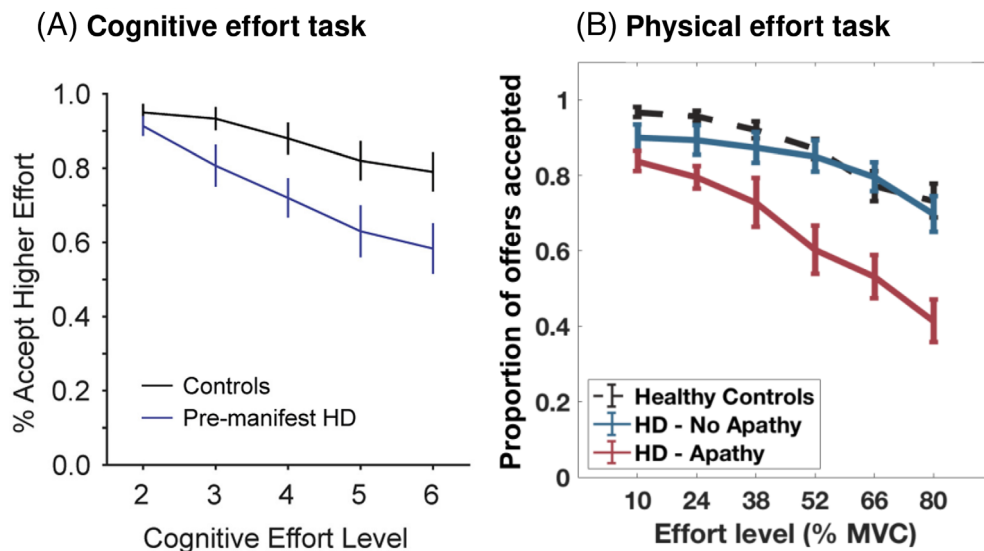 (A) Cognitive effort task
% Accept Higher Effort
1.0
0.8
0.6
0.4
0.2
0.0
Controls
Pre-manifest HD
2 3 4 5 6
Cognitive Effort Level
(B) Physical effort task
Proportion of offers accepted
1
0.8
0.6
0.4
0.2
0
Healthy Controls
HD - No Apathy
HD - Apathy
10 24 38 52 66 80
Effort level (% MVC)